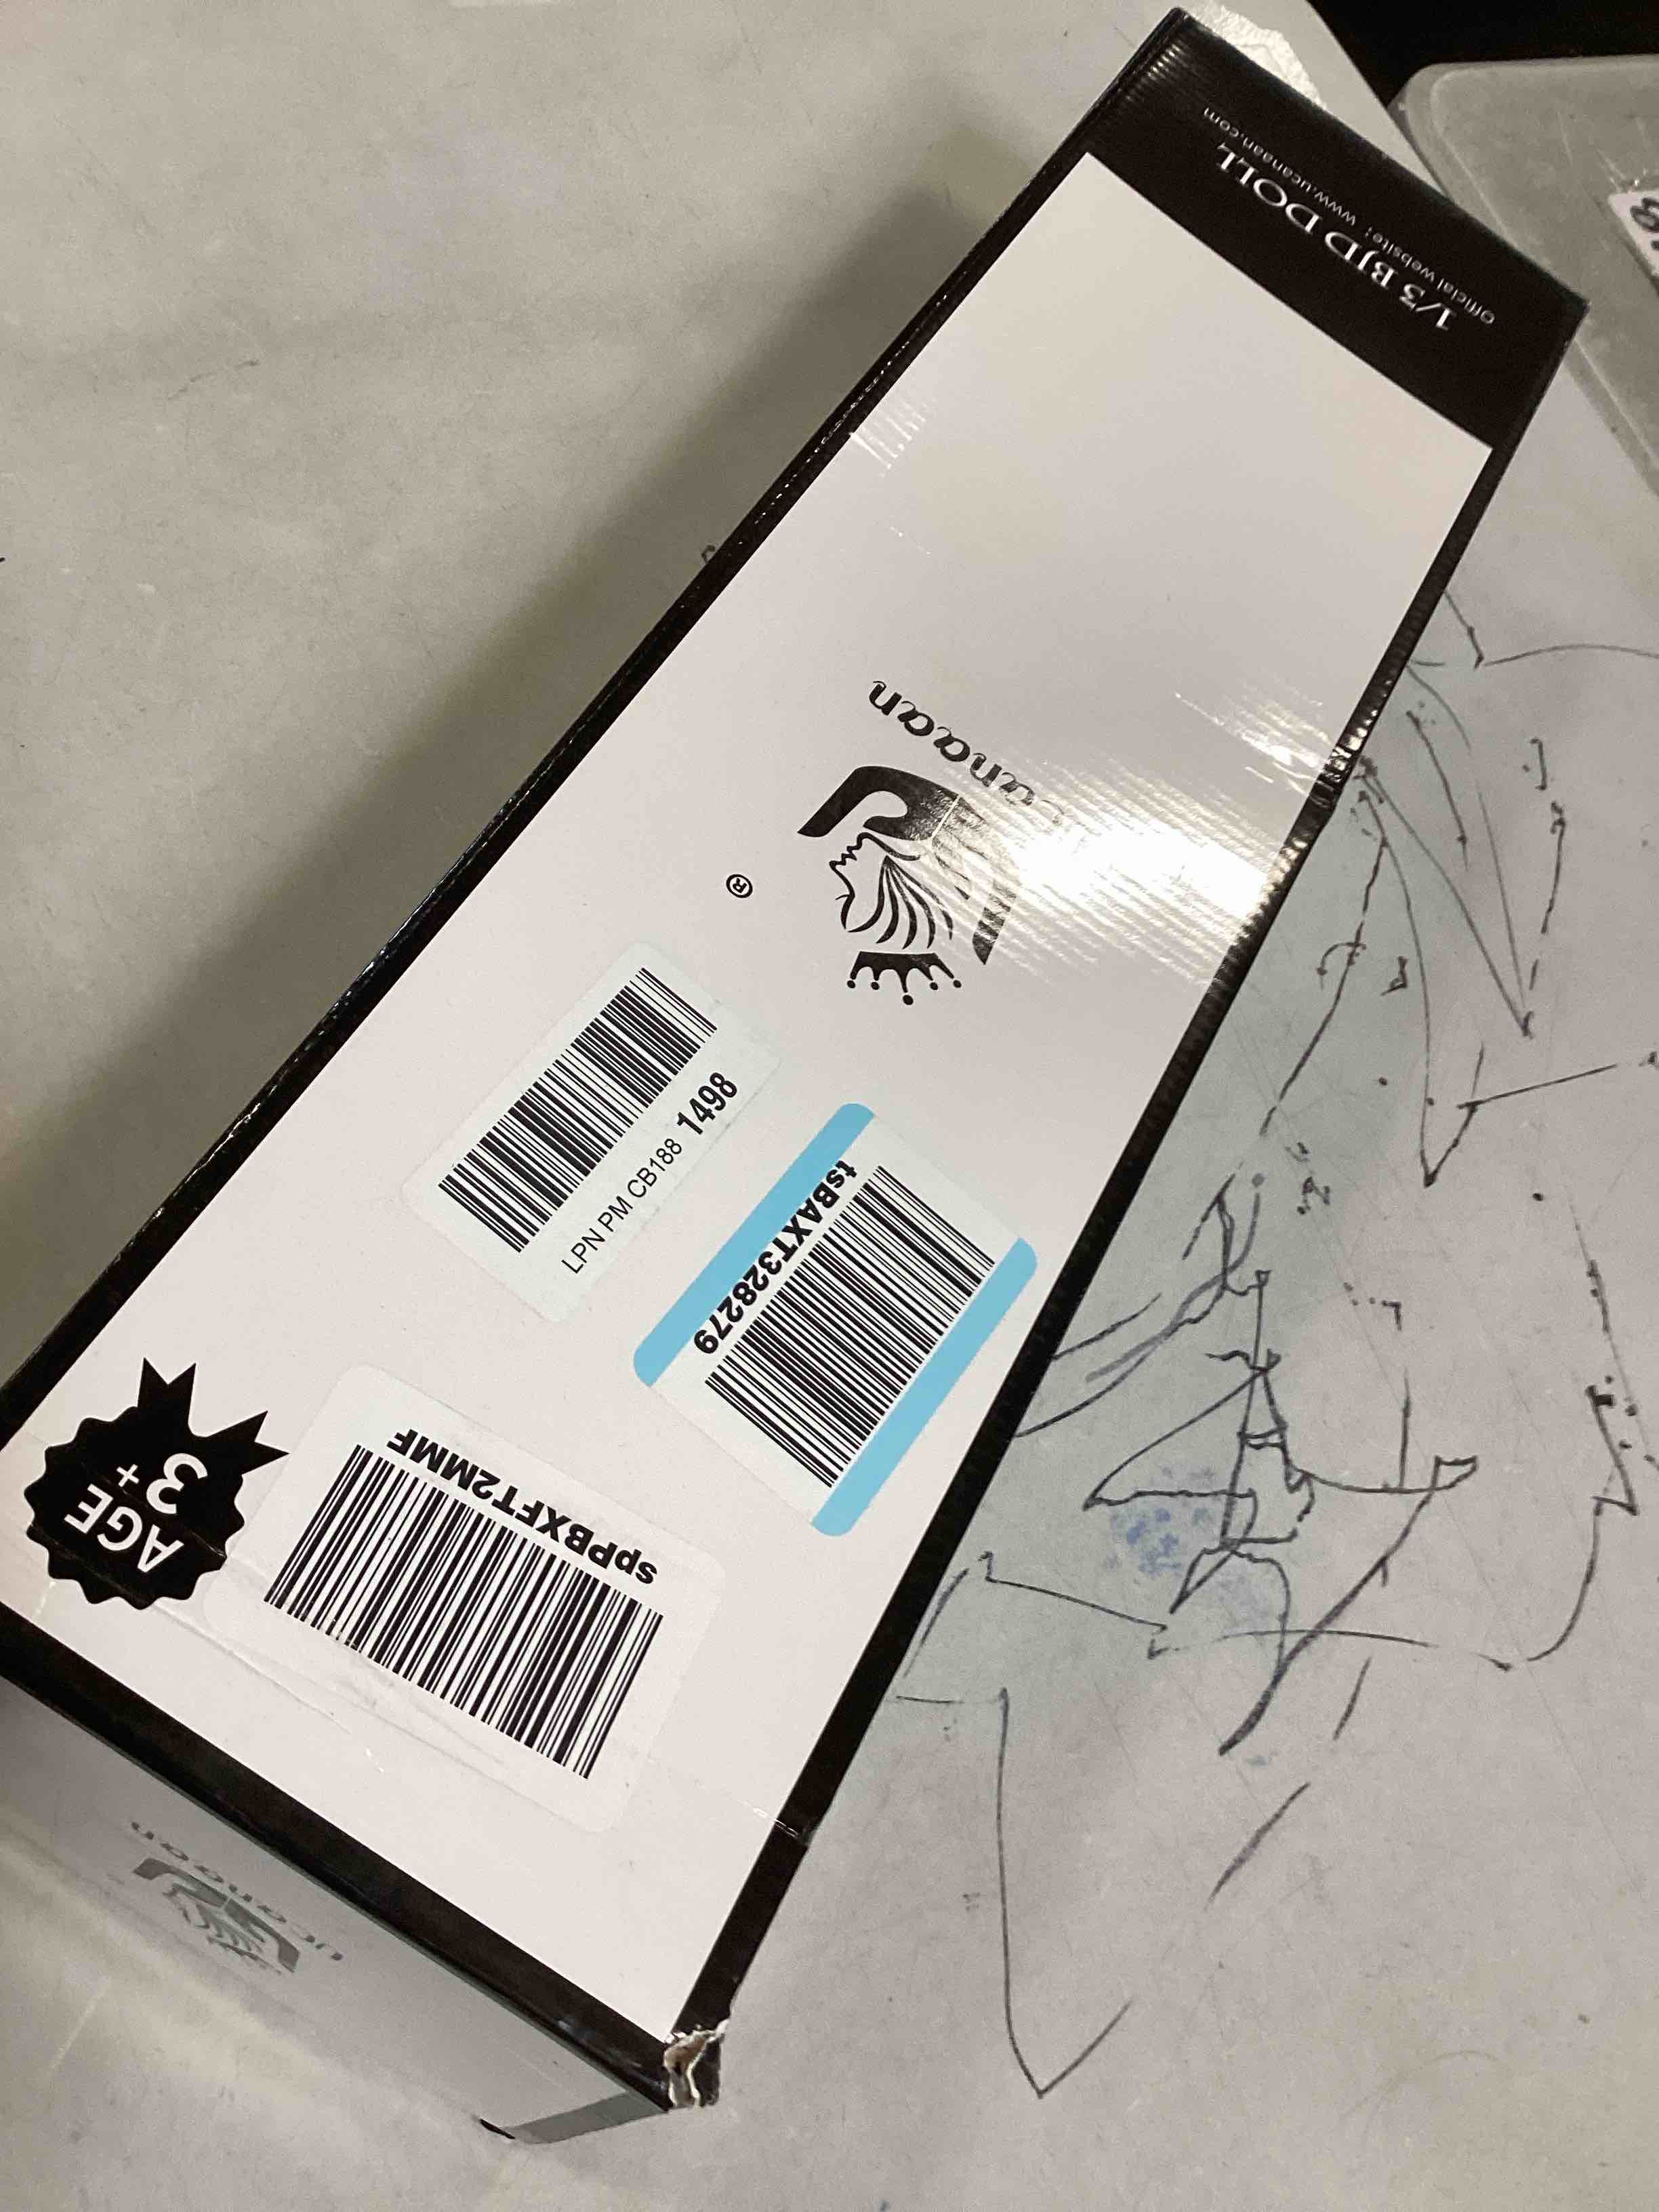 1/3 BJD DOLL
official website: www.ucanaan.com
ucanaan
®
LPN PM CB188 1498
tsBAXT328279
spPBXFT2MMF
AGE
3+
ucanaan